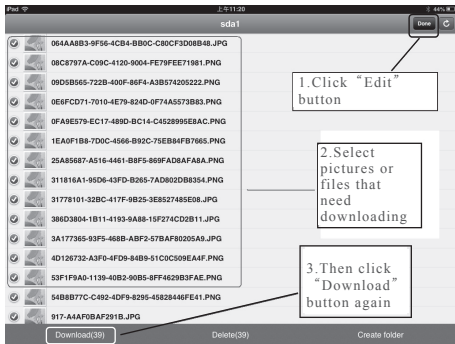 iPad 上午11:20 44%
sda1 Done
064AA8B3-9F56-4CB4-BB0C-C80CF3D08B48.JPG
08C8797A-C09C-4120-9004-FE79FEE71981.PNG
09D5B565-722B-400F-86F4-A3B574205222.PNG
0E6FCD71-7010-4E79-824D-0F74A5573B83.PNG
0FA9E579-EC17-489D-BC14-C4528995E8AC.PNG
1EA0F1B8-7D0C-4566-B92C-75EB84FB7665.PNG
25A85687-A516-4461-B8F5-869FAD8AFA8A.PNG
311816A1-95D6-43FD-B265-7AD802DB8354.PNG
31778101-32BC-417F-9B25-3E8527485E08.JPG
386D3804-1B11-4193-9A88-15F274CD2B11.JPG
3A177365-93F5-468B-ABF2-57BAF80205A9.JPG
4D126732-A3F0-4FD9-84B9-51C0C509EA4F.PNG
53F1F9A0-1139-40B2-90B5-8FF4629B3FAE.PNG
54B8B77C-C492-4DF9-8295-45828446FE41.PNG
917-A4AF0BAF291B.JPG
1.Click “Edit”
button
2.Select
pictures or
files that
need
downloading
3.Then click
“Download”
button again
Download(39) Delete(39) Create folder